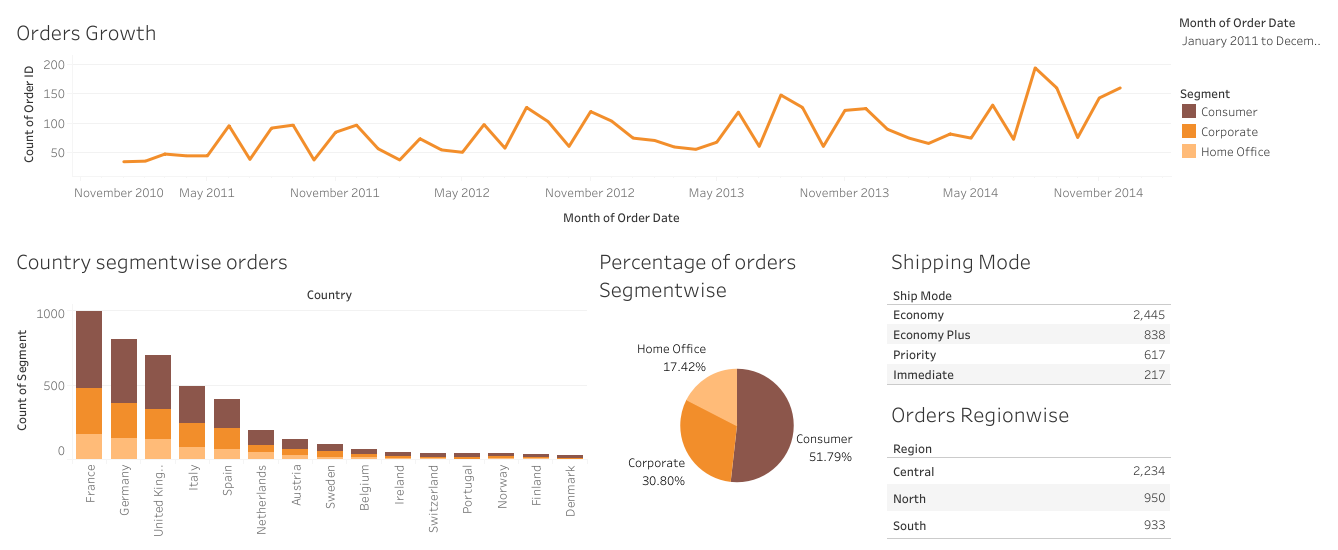 Orders Growth
Month of Order Date
January 2011 to Decem..
Count of Order ID
200
150
100
50
November 2010 May 2011 November 2011 May 2012 November 2012 May 2013 November 2013 May 2014 November 2014
Month of Order Date
Segment
Consumer
Corporate
Home Office
Country segmentwise orders
Country
Count of Segment
1000
500
0
France
Germany
United King..
Italy
Spain
Netherlands
Austria
Sweden
Belgium
Ireland
Switzerland
Portugal
Norway
Finland
Denmark
Percentage of orders
Segmentwise
Home Office
17.42%
Consumer
51.79%
Corporate
30.80%
Shipping Mode
Ship Mode
Economy 2,445
Economy Plus 838
Priority 617
Immediate 217
Orders Regionwise
Region
Central 2,234
North 950
South 933